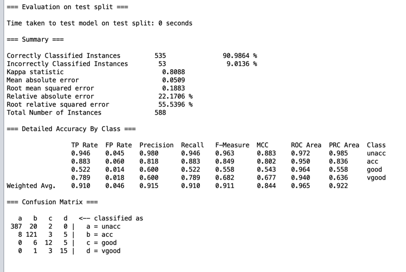 === Evaluation on test split ===
Time taken to test model on test split: 0 seconds
=== Summary ===
Correctly Classified Instances 535 90.9864 %
Incorrectly Classified Instances 53 9.0136 %
Kappa statistic 0.8088
Mean absolute error 0.0509
Root mean squared error 0.1883
Relative absolute error 22.1706 %
Root relative squared error 55.5396 %
Total Number of Instances 588
=== Detailed Accuracy By Class ===
TP Rate FP Rate Precision Recall F-Measure MCC ROC Area PRC Area Class
0.946 0.045 0.980 0.946 0.963 0.883 0.972 0.985 unacc
0.883 0.060 0.818 0.883 0.849 0.802 0.950 0.836 acc
0.522 0.014 0.600 0.522 0.558 0.543 0.964 0.558 good
0.789 0.018 0.600 0.789 0.682 0.677 0.940 0.636 vgood
Weighted Avg. 0.910 0.046 0.915 0.910 0.911 0.844 0.965 0.922
=== Confusion Matrix ===
a b c d <-- classified as
387 20 2 0 | a = unacc
8 121 3 5 | b = acc
0 6 12 5 | c = good
0 1 3 15 | d = vgood